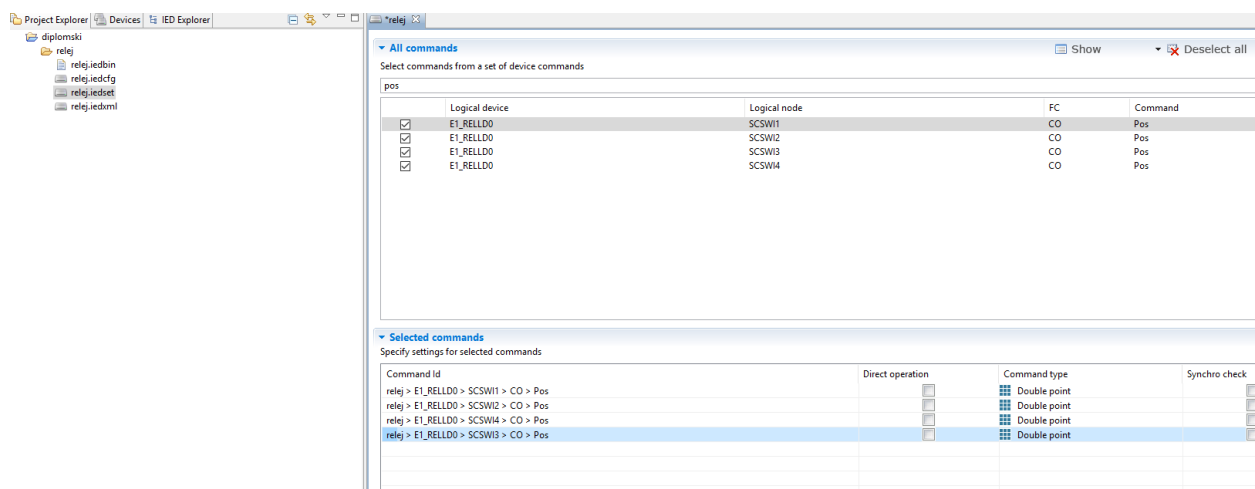 Project Explorer Devices IED Explorer
diplomski
relej
relej.iedbin
relej.iedcfg
relej.iedset
relej.iedxml
*relej
All commands
Show Deselect all
Select commands from a set of device commands
pos
Logical device Logical node FC Command
E1_RELLD0 SCSWI1 CO Pos
E1_RELLD0 SCSWI2 CO Pos
E1_RELLD0 SCSWI3 CO Pos
E1_RELLD0 SCSWI4 CO Pos
Selected commands
Specify settings for selected commands
Command Id Direct operation Command type Synchro check
relej > E1_RELLD0 > SCSWI1 > CO > Pos Double point
relej > E1_RELLD0 > SCSWI2 > CO > Pos Double point
relej > E1_RELLD0 > SCSWI4 > CO > Pos Double point
relej > E1_RELLD0 > SCSWI3 > CO > Pos Double point